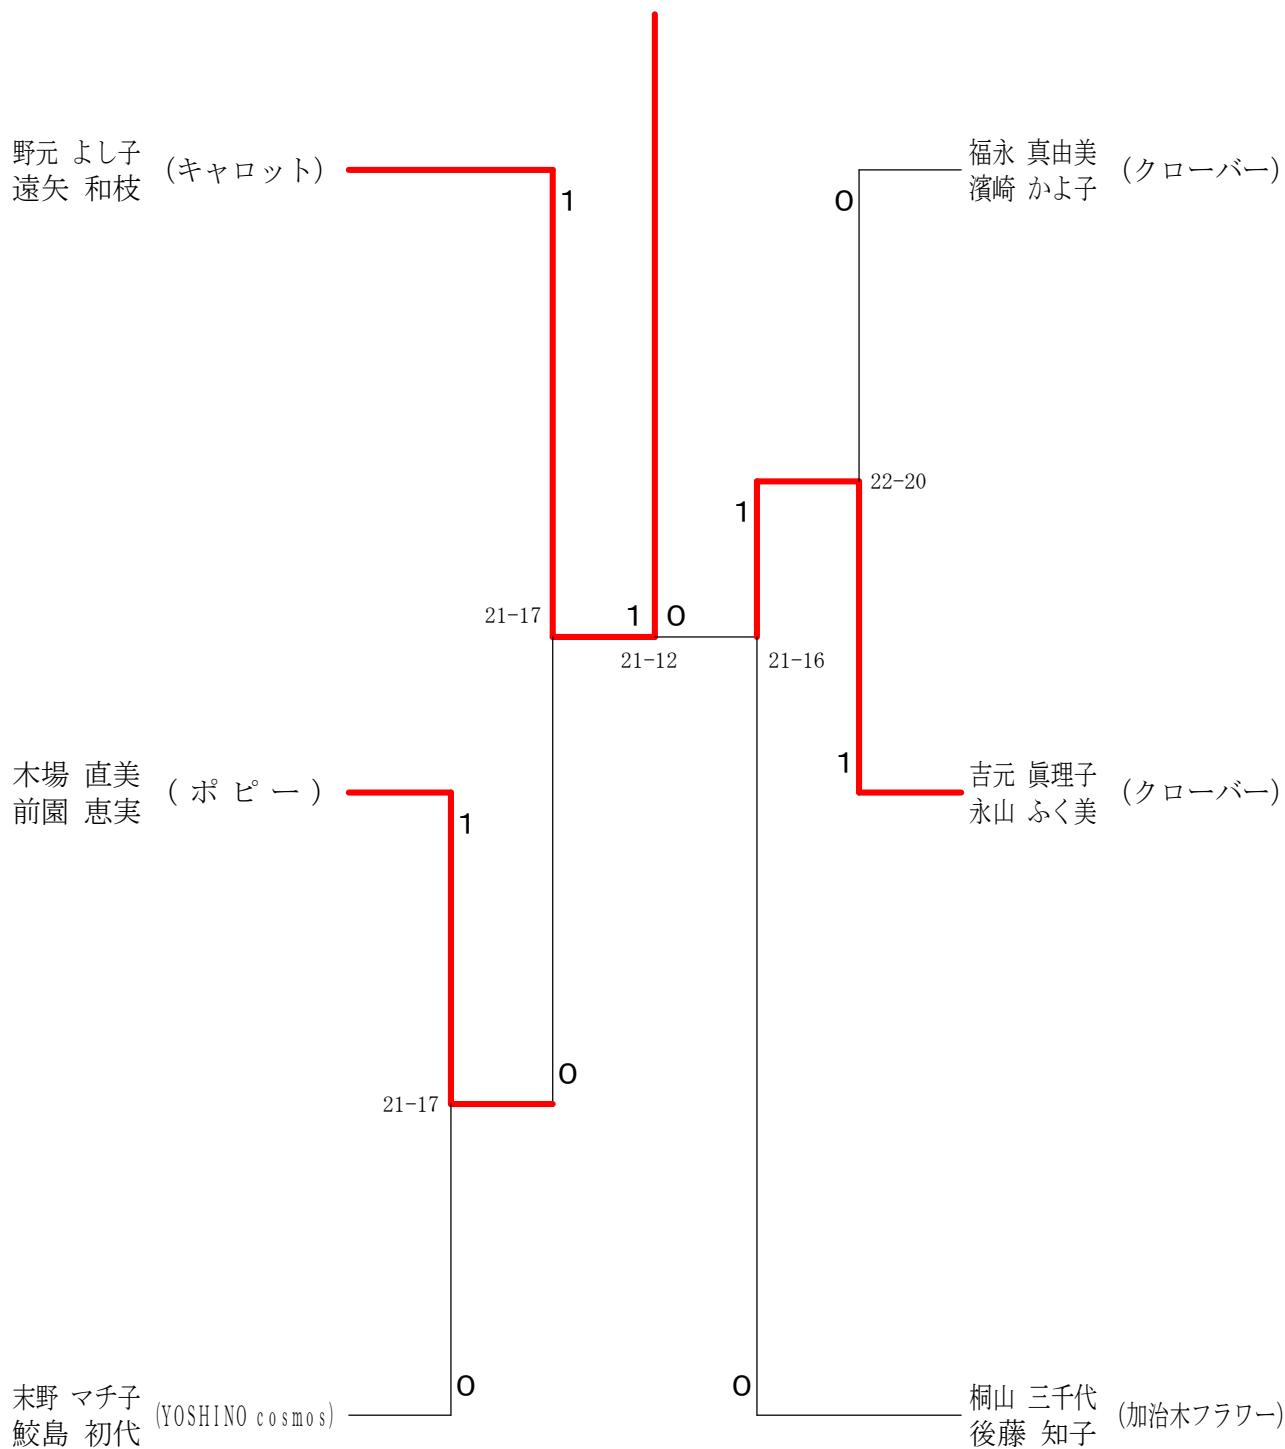 野元 よし子
遠矢 和枝
(キャロット)
1
福永 真由美
濱崎 かよ子
(クローバー)
0
22-20
1
21-17
1 0
21-12
21-16
木場 直美
前園 恵実
(ポピー)
1
1
吉元 眞理子
永山 ふく美
(クローバー)
0
21-17
末野 マチ子
鮫島 初代
(YOSHINO cosmos)
0
0
桐山 三千代
後藤 知子
(加治木フラワー)